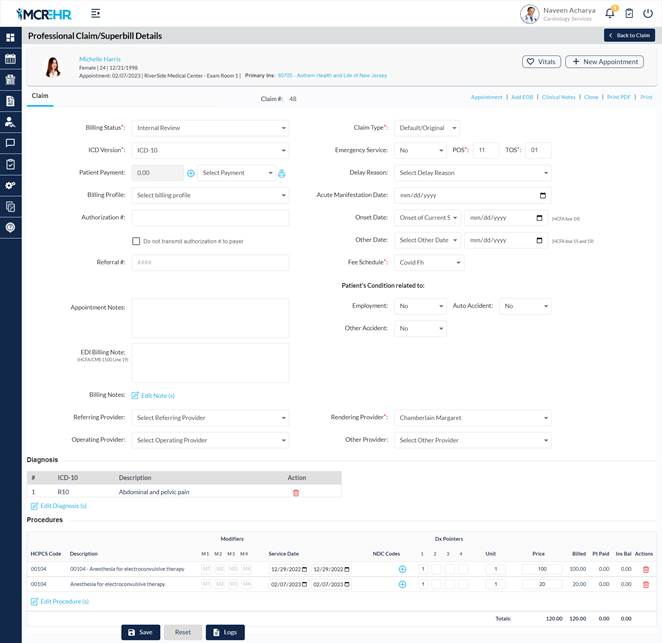 MCREHR
Naveen Acharya
Cardiology Services
Professional Claim/Superbill Details
Back to Claim
Michelle Harris
Female | 24 | 12/21/1998
Appointment: 02/07/2023 | RiverSide Medical Center - Exam Room 1 | Primary Ins: 80705 - Anthem Health and Life of New Jersey
Vitals
+ New Appointment
Claim
Claim #: 48
Appointment | Add EOB | Clinical Notes | Clone | Print PDF | Print
Billing Status*: Internal Review
Claim Type*: Default/Original
ICD Version*: ICD-10
Emergency Service: No POS*: 11 TOS*: 01
Patient Payment: 0.00 Select Payment
Delay Reason: Select Delay Reason
Billing Profile: Select billing profile
Acute Manifestation Date: mm/dd/yyyy
Authorization #:
Onset Date: Onset of Current S mm/dd/yyyy (HCFA box 14)
Do not transmit authorization # to payer
Other Date: Select Other Date mm/dd/yyyy (HCFA box 15 and 19)
Referral #: ####
Fee Schedule*: Covid Fh
Patient's Condition related to:
Appointment Notes:
Employment: No Auto Accident: No
Other Accident: No
EDI Billing Note:
(HCFA/CMS 1500 Line 19)
Billing Notes: Edit Note (s)
Referring Provider: Select Referring Provider
Rendering Provider*: Chamberlain Margaret
Operating Provider: Select Operating Provider
Other Provider: Select Other Provider
Diagnosis
# ICD-10 Description Action
1 R10 Abdominal and pelvic pain
Edit Diagnosis (s)
Procedures
Modifiers Dx Pointers
HCPCS Code Description M1 M2 M3 M4 Service Date NDC Codes 1 2 3 4 Unit Price Billed Pt Paid Ins Bal Actions
00104 00104 - Anesthesia for electroconvulsive therapy M1 M2 M3 M4 12/29/2022 12/29/2022 1 1 100 100.00 0.00 0.00
00104 Anesthesia for electroconvulsive therapy. M1 M2 M3 M4 02/07/2023 02/07/2023 1 1 20 20.00 0.00 0.00
Edit Procedure (s)
Totals: 120.00 120.00 0.00 0.00
Save
Reset
Logs